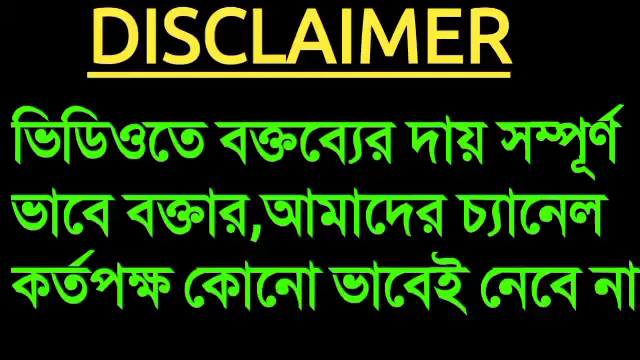 DISCLAIMER
ভিডিওতে বক্তব্যের দায় সম্পূর্ণ
ভাবে বক্তার,আমাদের চ্যানেল
কর্তপক্ষ কোনো ভাবেই নেবে না